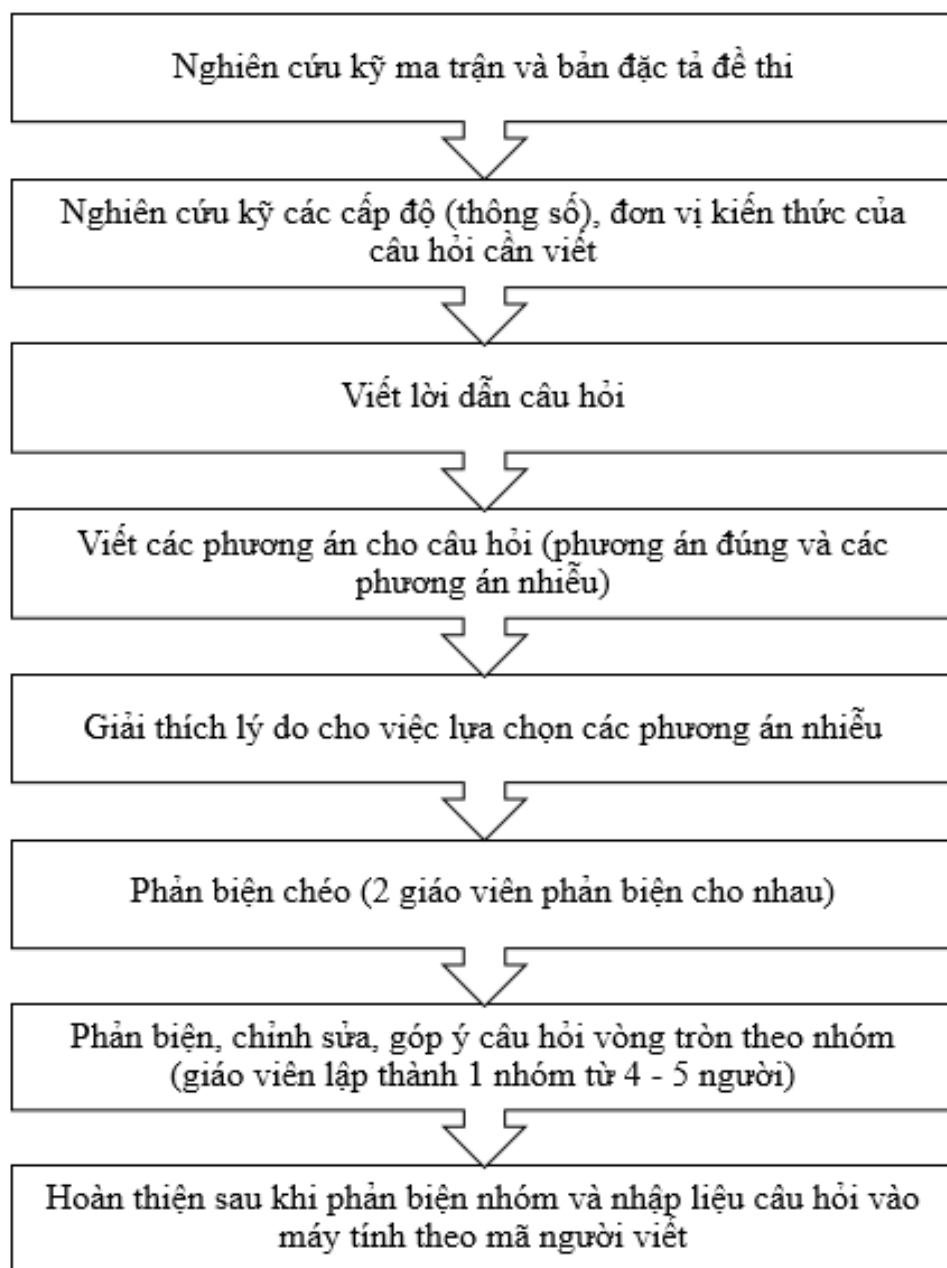 Nghiên cứu kỹ ma trận và bản đặc tả đề thi
Nghiên cứu kỹ các cấp độ (thông số), đơn vị kiến thức của
câu hỏi cần viết
Viết lời dẫn câu hỏi
Viết các phương án cho câu hỏi (phương án đúng và các
phương án nhiễu)
Giải thích lý do cho việc lựa chọn các phương án nhiễu
Phản biện chéo (2 giáo viên phản biện cho nhau)
Phản biện, chỉnh sửa, góp ý câu hỏi vòng tròn theo nhóm
(giáo viên lập thành 1 nhóm từ 4 - 5 người)
Hoàn thiện sau khi phản biện nhóm và nhập liệu câu hỏi vào
máy tính theo mã người viết